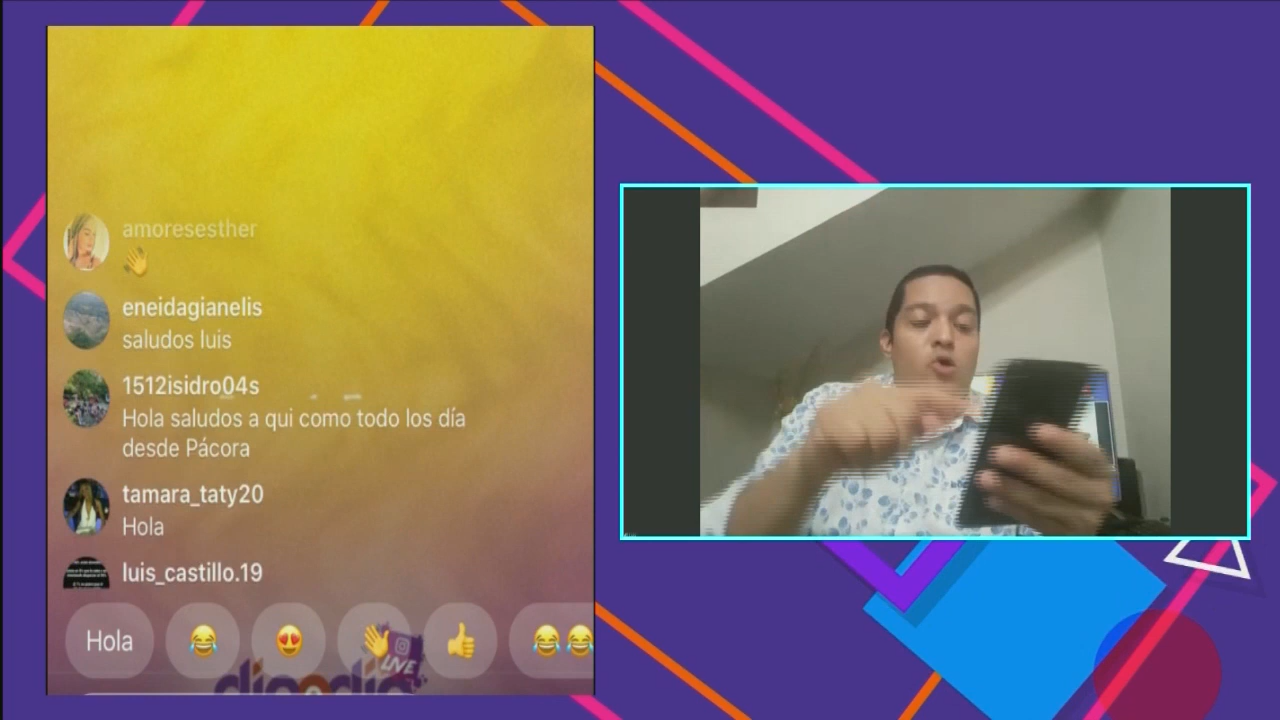 amoresesther
👋
eneidagianelis
saludos luis
1512isidro04s
Hola saludos a qui como todo los día
desde Pácora
tamara_taty20
Hola
luis_castillo.19
Hola 😂 😍 👋 👍 😂😂
LIVE